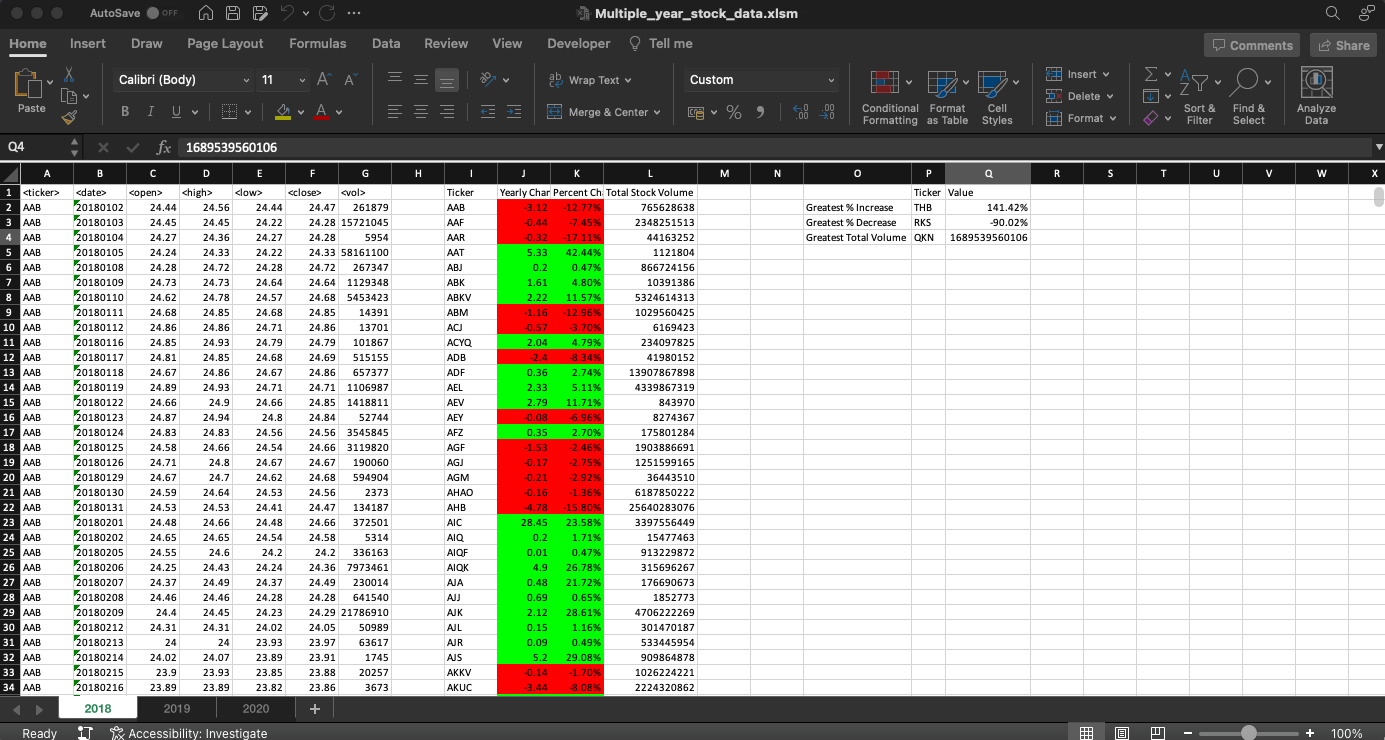 AutoSave OFF Multiple_year_stock_data.xlsm
Home Insert Draw Page Layout Formulas Data Review View Developer Tell me Comments Share
Paste Calibri (Body) 11 A A B I U A ab Wrap Text Merge & Center Custom % Conditional Formatting Format as Table Cell Styles Insert Delete Format Sort & Filter Find & Select Analyze Data
Q4 fx 1689539560106
A B C D E F G H I J K L M N O P Q R S T U V W X
1 <ticker> <date> <open> <high> <low> <close> <vol> Ticker Yearly Char Percent Ch Total Stock Volume Ticker Value
2 AAB 20180102 24.44 24.56 24.44 24.47 261879 AAB -3.12 -12.77% 765628638 Greatest % Increase THB 141.42%
3 AAB 20180103 24.45 24.45 24.22 24.28 15721045 AAF -0.44 -7.45% 2348251513 Greatest % Decrease RKS -90.02%
4 AAB 20180104 24.27 24.36 24.27 24.28 5954 AAR -0.32 -17.11% 44163252 Greatest Total Volume QKN 1689539560106
5 AAB 20180105 24.24 24.33 24.22 24.33 58161100 AAT 5.33 42.44% 1121804
6 AAB 20180108 24.28 24.72 24.28 24.72 267347 ABJ 0.2 0.47% 866724156
7 AAB 20180109 24.73 24.73 24.64 24.64 1129348 ABK 1.61 4.80% 10391386
8 AAB 20180110 24.62 24.78 24.57 24.68 5453423 ABKV 2.22 11.57% 5324614313
9 AAB 20180111 24.68 24.85 24.68 24.85 14391 ABM -1.16 -12.96% 1029560425
10 AAB 20180112 24.86 24.86 24.71 24.86 13701 ACJ -0.57 -3.70% 6169423
11 AAB 20180116 24.85 24.93 24.79 24.79 101867 ACYQ 2.04 4.79% 234097825
12 AAB 20180117 24.81 24.85 24.68 24.69 515155 ADB -2.4 -8.34% 41980152
13 AAB 20180118 24.67 24.86 24.67 24.86 657377 ADF 0.36 2.74% 13907867898
14 AAB 20180119 24.89 24.93 24.71 24.71 1106987 AEL 2.33 5.11% 4339867319
15 AAB 20180122 24.66 24.9 24.66 24.85 1418811 AEV 2.79 11.71% 843970
16 AAB 20180123 24.87 24.94 24.8 24.84 52744 AEY -0.08 -6.96% 8274367
17 AAB 20180124 24.83 24.83 24.56 24.56 3545845 AFZ 0.35 2.70% 175801284
18 AAB 20180125 24.58 24.66 24.54 24.66 3119820 AGF -1.53 -2.46% 1903886691
19 AAB 20180126 24.71 24.8 24.67 24.67 190060 AGJ -0.17 -2.75% 1251599165
20 AAB 20180129 24.67 24.7 24.62 24.68 594904 AGM -0.21 -2.92% 36443510
21 AAB 20180130 24.59 24.64 24.53 24.56 2373 AHAO -0.16 -1.36% 6187850222
22 AAB 20180131 24.53 24.53 24.41 24.47 134187 AHB -4.78 -15.80% 25640283076
23 AAB 20180201 24.48 24.66 24.48 24.66 372501 AIC 28.45 23.58% 3397556449
24 AAB 20180202 24.65 24.65 24.54 24.58 5314 AIQ 0.2 1.71% 15477463
25 AAB 20180205 24.55 24.6 24.2 24.2 336163 AIQF 0.01 0.47% 913229872
26 AAB 20180206 24.25 24.43 24.24 24.36 7973461 AIQK 4.9 26.78% 315696267
27 AAB 20180207 24.37 24.49 24.37 24.49 230014 AJA 0.48 21.72% 176690673
28 AAB 20180208 24.46 24.46 24.28 24.28 641540 AJJ 0.69 0.65% 1852773
29 AAB 20180209 24.4 24.45 24.23 24.29 21786910 AJK 2.12 28.61% 4706222269
30 AAB 20180212 24.31 24.31 24.02 24.05 50989 AJL 0.15 1.16% 301470187
31 AAB 20180213 24 24 23.93 23.97 63617 AJR 0.09 0.49% 533445954
32 AAB 20180214 24.02 24.07 23.89 23.91 1745 AJS 5.2 29.08% 909864878
33 AAB 20180215 23.9 23.93 23.85 23.88 20257 AKKV -0.14 -1.70% 1026224221
34 AAB 20180216 23.89 23.89 23.82 23.86 3673 AKUC -3.44 -8.08% 2224320862
2018 2019 2020 +
Ready Accessibility: Investigate 100%